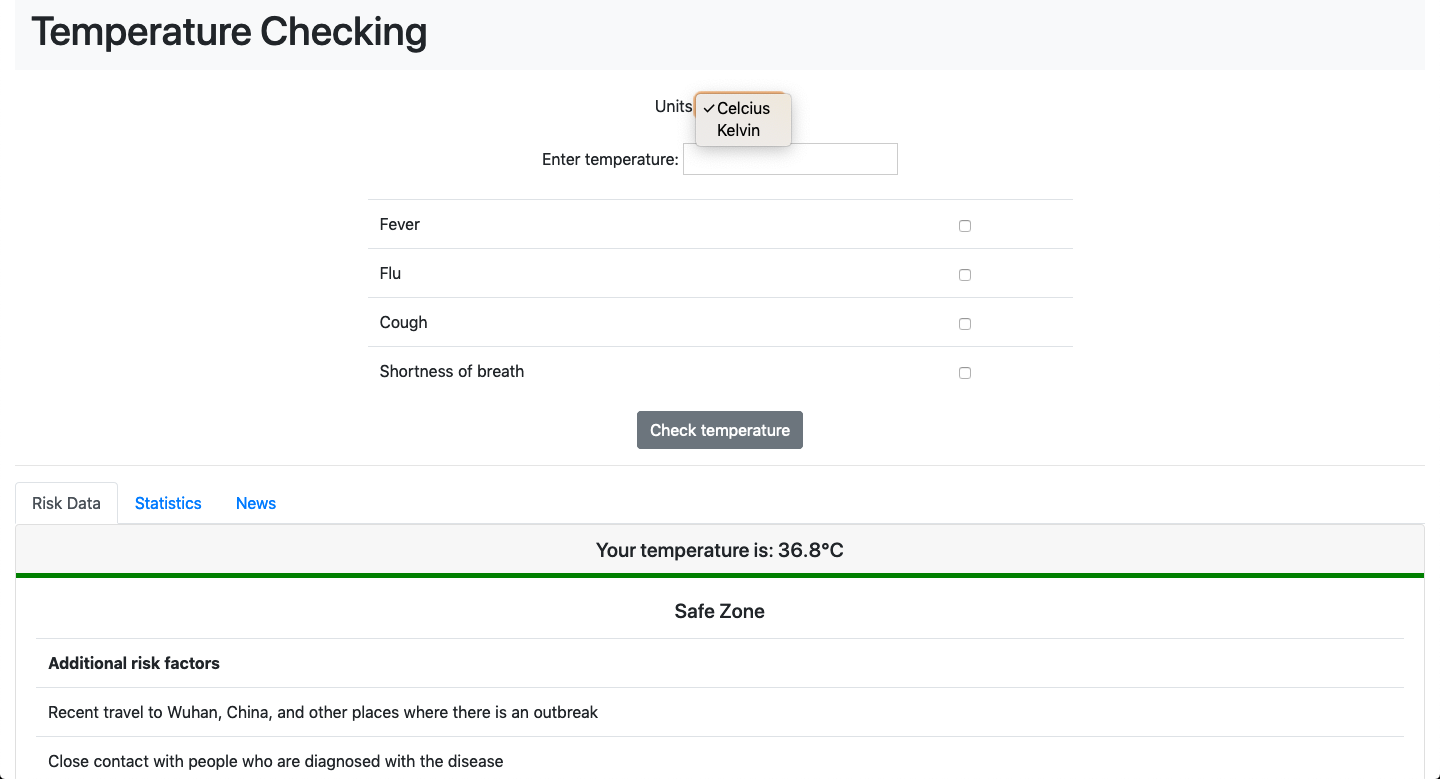 Temperature Checking
Units
✓Celcius
Kelvin
Enter temperature:
Fever
Flu
Cough
Shortness of breath
Check temperature
Risk Data Statistics News
Your temperature is: 36.8°C
Safe Zone
Additional risk factors
Recent travel to Wuhan, China, and other places where there is an outbreak
Close contact with people who are diagnosed with the disease